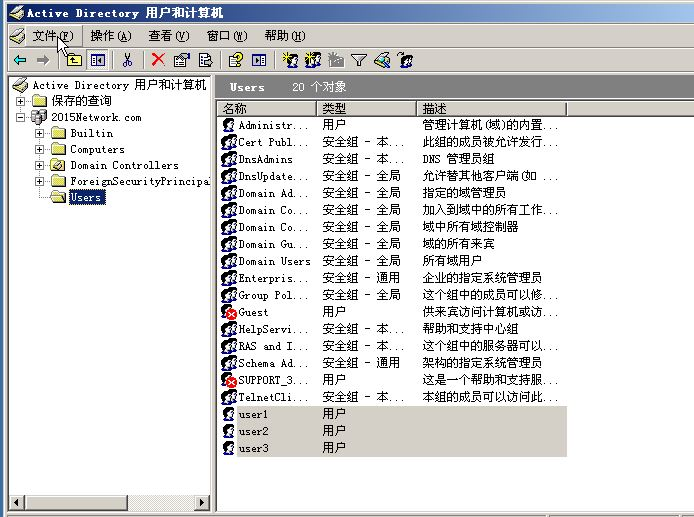 Active Directory 用户和计算机
文件(F) 操作(A) 查看(V) 窗口(W) 帮助(H)
Active Directory 用户和计算机
保存的查询
2015Network.com
Builtin
Computers
Domain Controllers
ForeignSecurityPrincipal
Users
Users 20 个对象
名称 类型 描述
Administr... 用户 管理计算机(域)的内置...
Cert Publ... 安全组 - 本... 此组的成员被允许发行...
DnsAdmins 安全组 - 本... DNS 管理员组
DnsUpdate... 安全组 - 全局 允许替其他客户端(如 ...
Domain Ad... 安全组 - 全局 指定的域管理员
Domain Co... 安全组 - 全局 加入到域中的所有工作...
Domain Co... 安全组 - 全局 域中所有域控制器
Domain Gu... 安全组 - 全局 域的所有来宾
Domain Users 安全组 - 全局 所有域用户
Enterpris... 安全组 - 通用 企业的指定系统管理员
Group Pol... 安全组 - 全局 这个组中的成员可以修...
Guest 用户 供来宾访问计算机或访...
HelpServi... 安全组 - 本... 帮助和支持中心组
RAS and I... 安全组 - 本... 这个组中的服务器可以...
Schema Ad... 安全组 - 通用 架构的指定系统管理员
SUPPORT_3... 用户 这是一个帮助和支持服...
TelnetCli... 安全组 - 本... 本组的成员可以访问此...
user1 用户
user2 用户
user3 用户